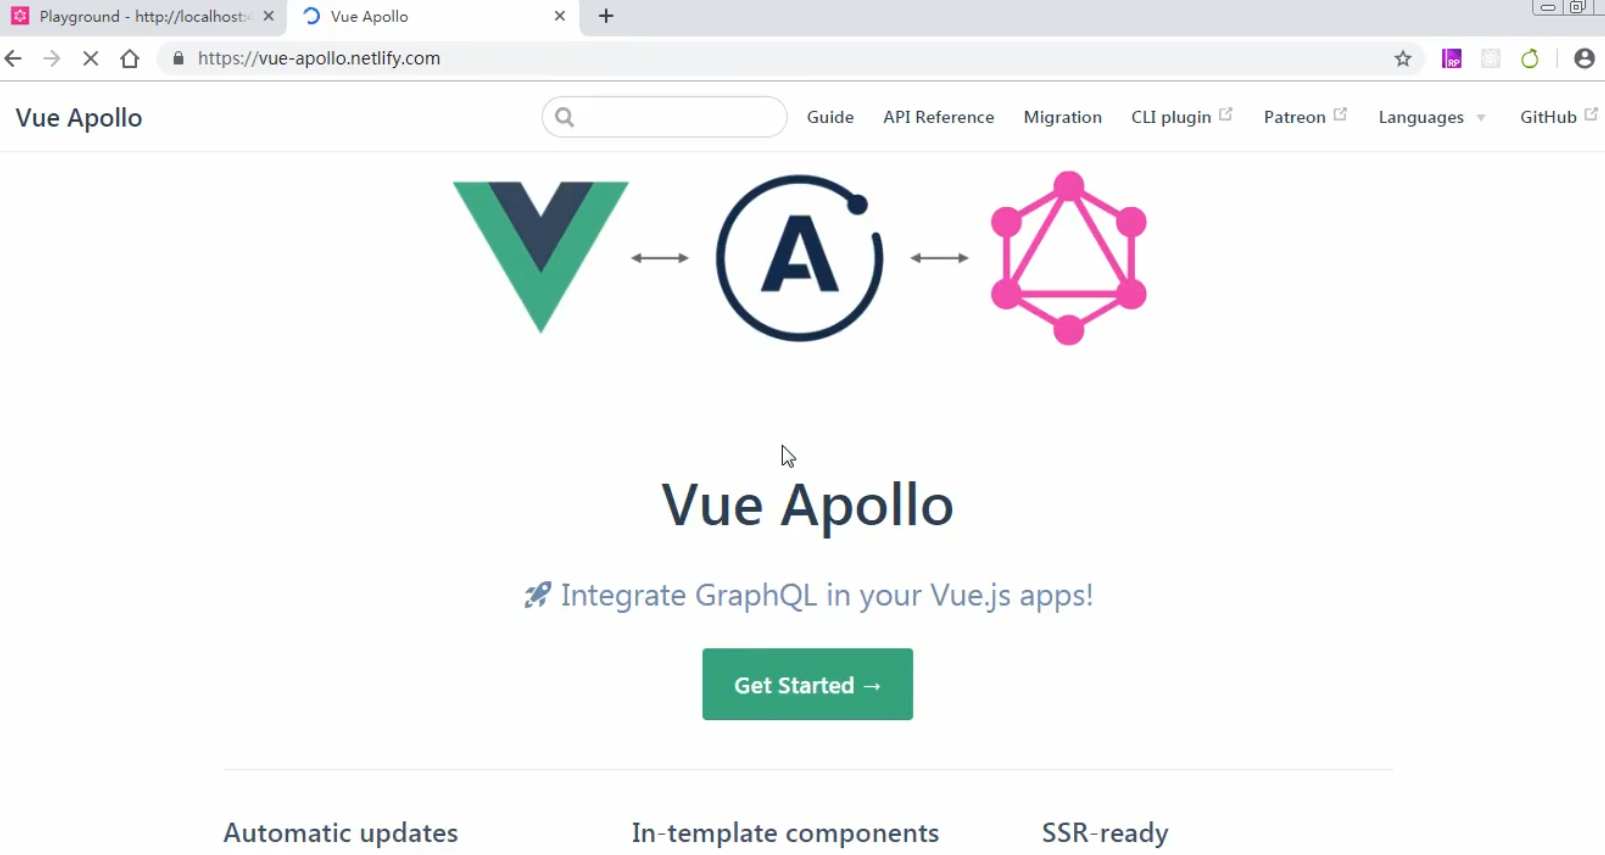 Playground - http://localhost:
Vue Apollo
https://vue-apollo.netlify.com
RP
Vue Apollo
Guide
API Reference
Migration
CLI plugin
Patreon
Languages
GitHub
A
Vue Apollo
Integrate GraphQL in your Vue.js apps!
Get Started →
Automatic updates
In-template components
SSR-ready